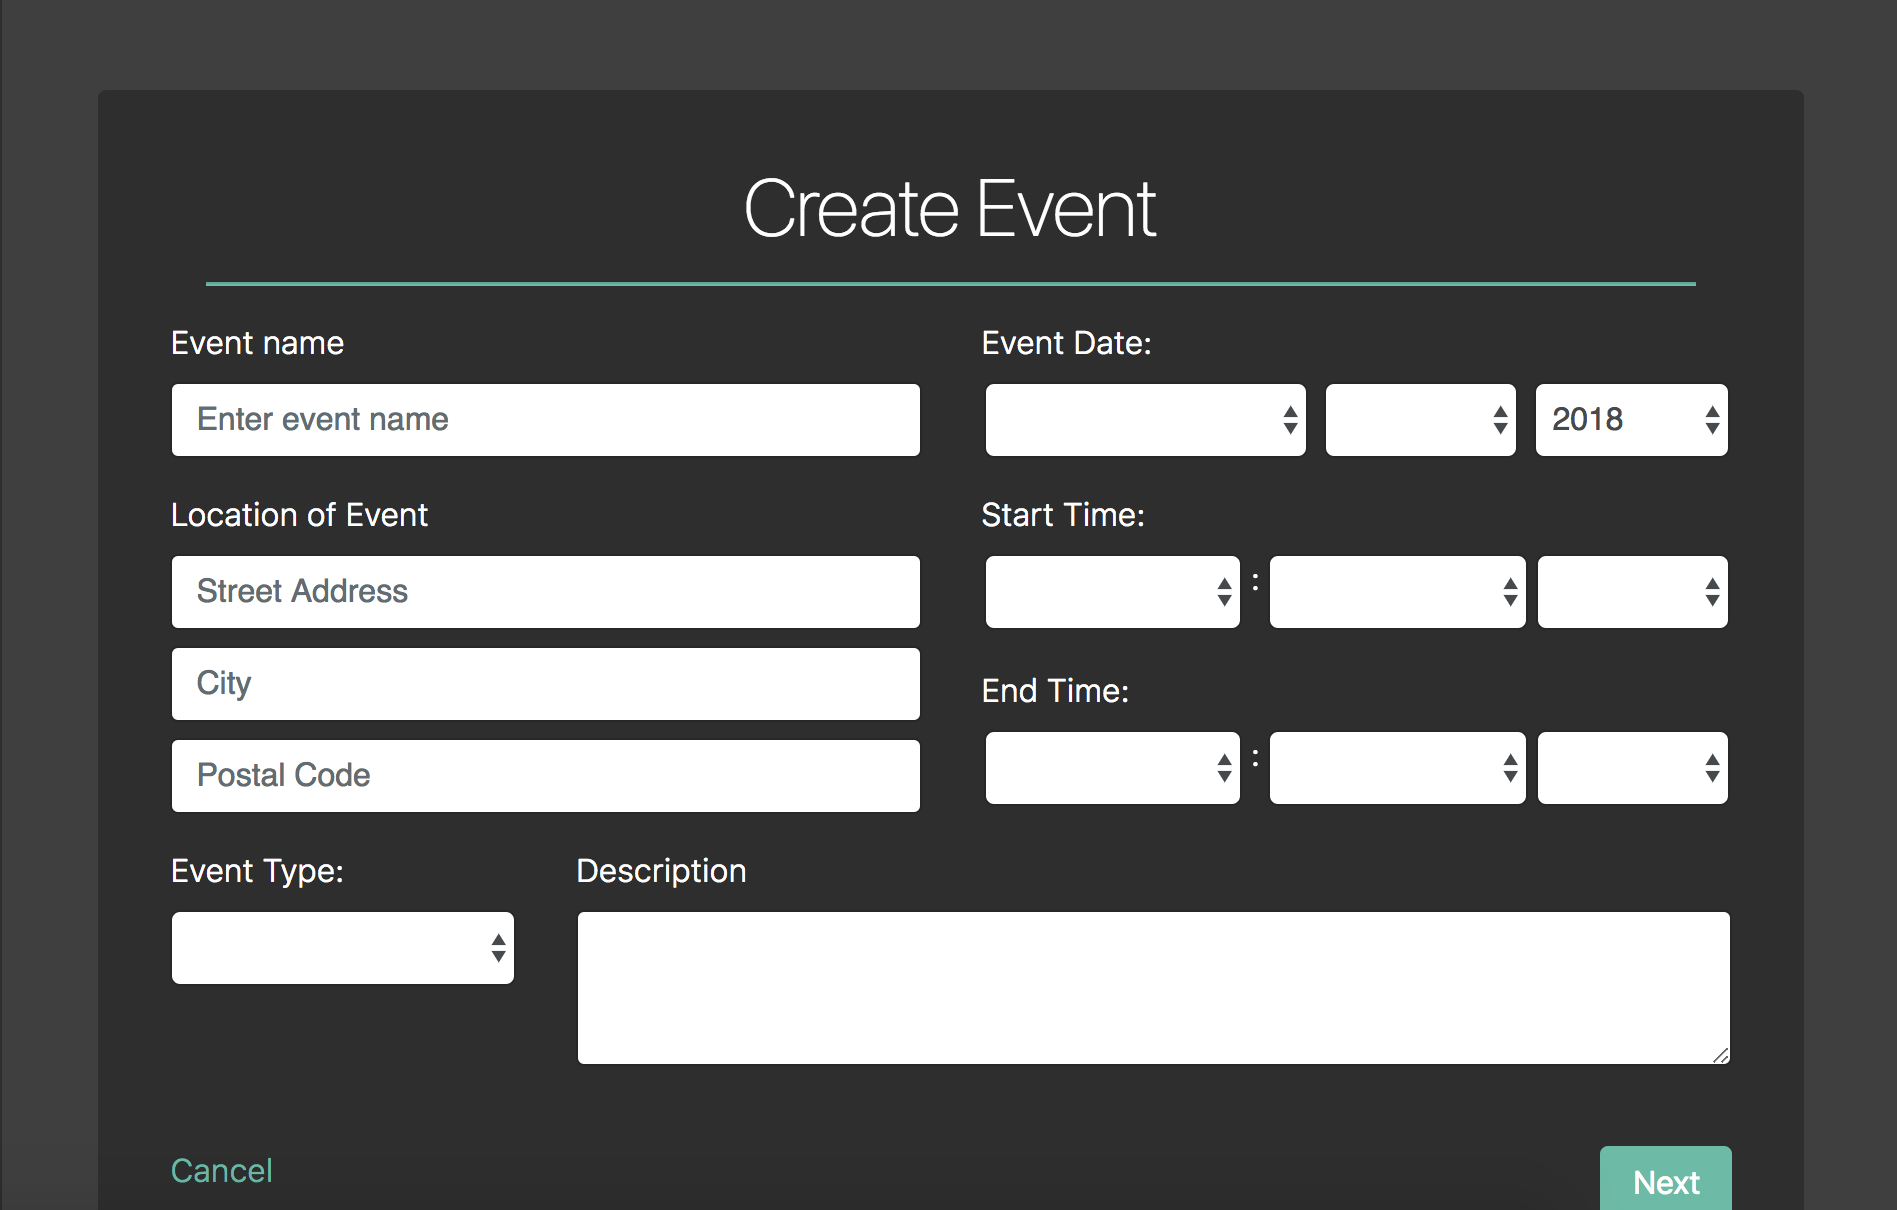 Create Event
Event name
Enter event name
Location of Event
Street Address
City
Postal Code
Event Date:
2018
Start Time:
:
End Time:
:
Event Type:
Description
Cancel
Next